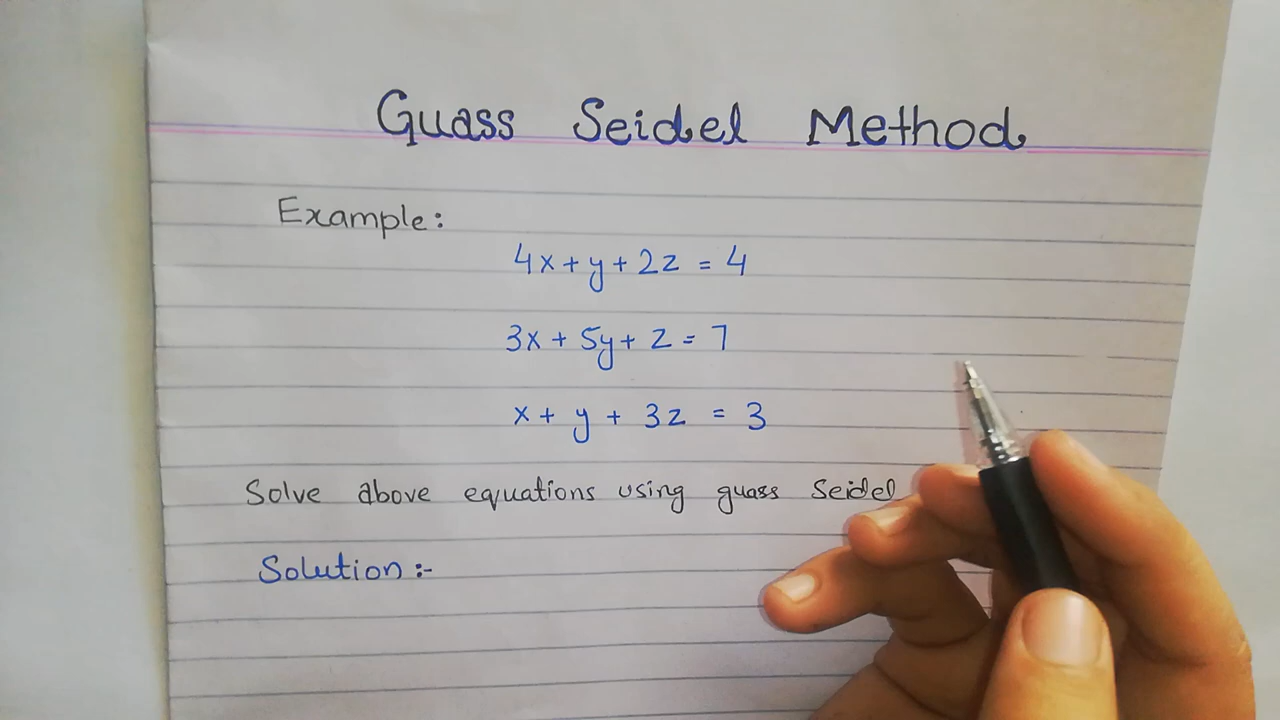 Guass Seidel Method
Example:
4x + y + 2z = 4
3x + 5y + z = 7
x + y + 3z = 3
Solve above equations using guass Seidel
Solution :-